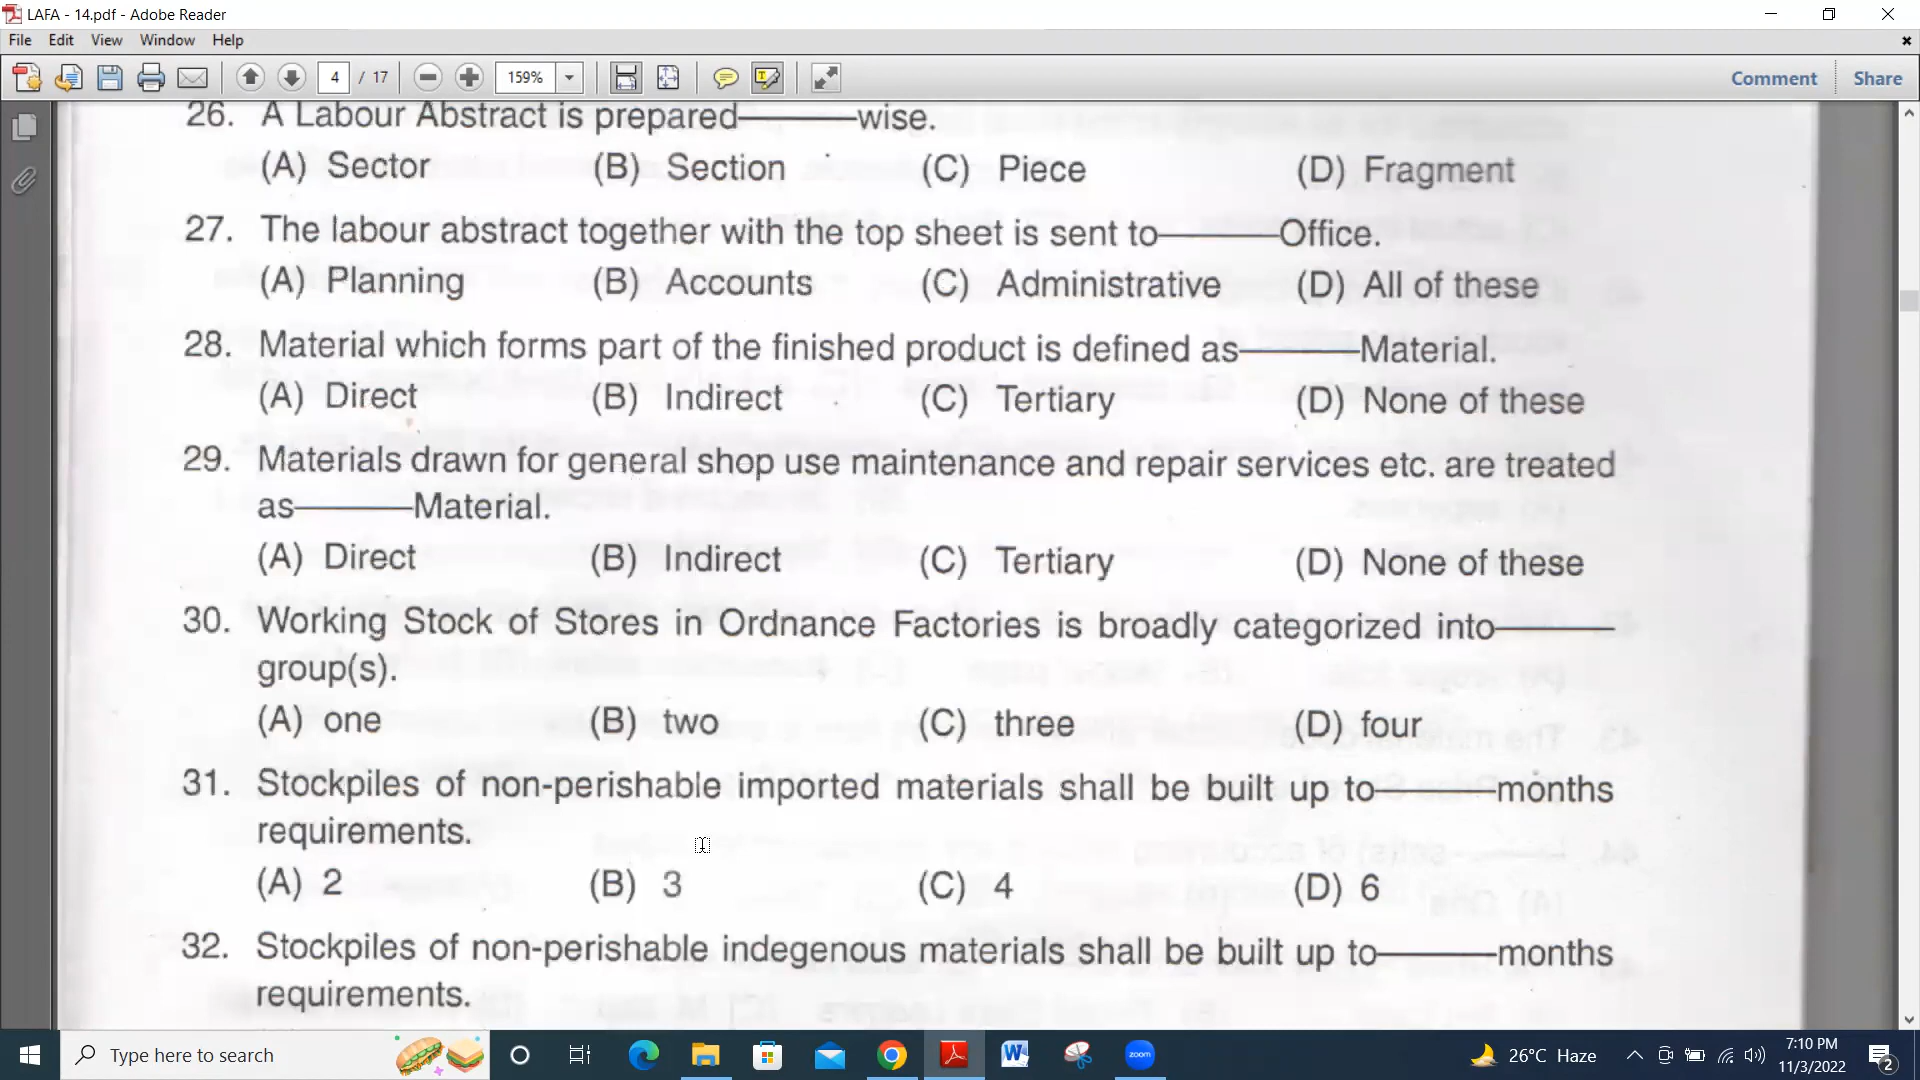 LAFA - 14.pdf - Adobe Reader
File Edit View Window Help
4 / 17 159% Comment Share
26. A Labour Abstract is prepared———wise.
(A) Sector (B) Section (C) Piece (D) Fragment
27. The labour abstract together with the top sheet is sent to———Office.
(A) Planning (B) Accounts (C) Administrative (D) All of these
28. Material which forms part of the finished product is defined as———Material.
(A) Direct (B) Indirect (C) Tertiary (D) None of these
29. Materials drawn for general shop use maintenance and repair services etc. are treated
as———Material.
(A) Direct (B) Indirect (C) Tertiary (D) None of these
30. Working Stock of Stores in Ordnance Factories is broadly categorized into———
group(s).
(A) one (B) two (C) three (D) four
31. Stockpiles of non-perishable imported materials shall be built up to———months
requirements.
(A) 2 (B) 3 (C) 4 (D) 6
32. Stockpiles of non-perishable indegenous materials shall be built up to———months
requirements.
Type here to search
zoom
26°C Haze
7:10 PM
11/3/2022
2